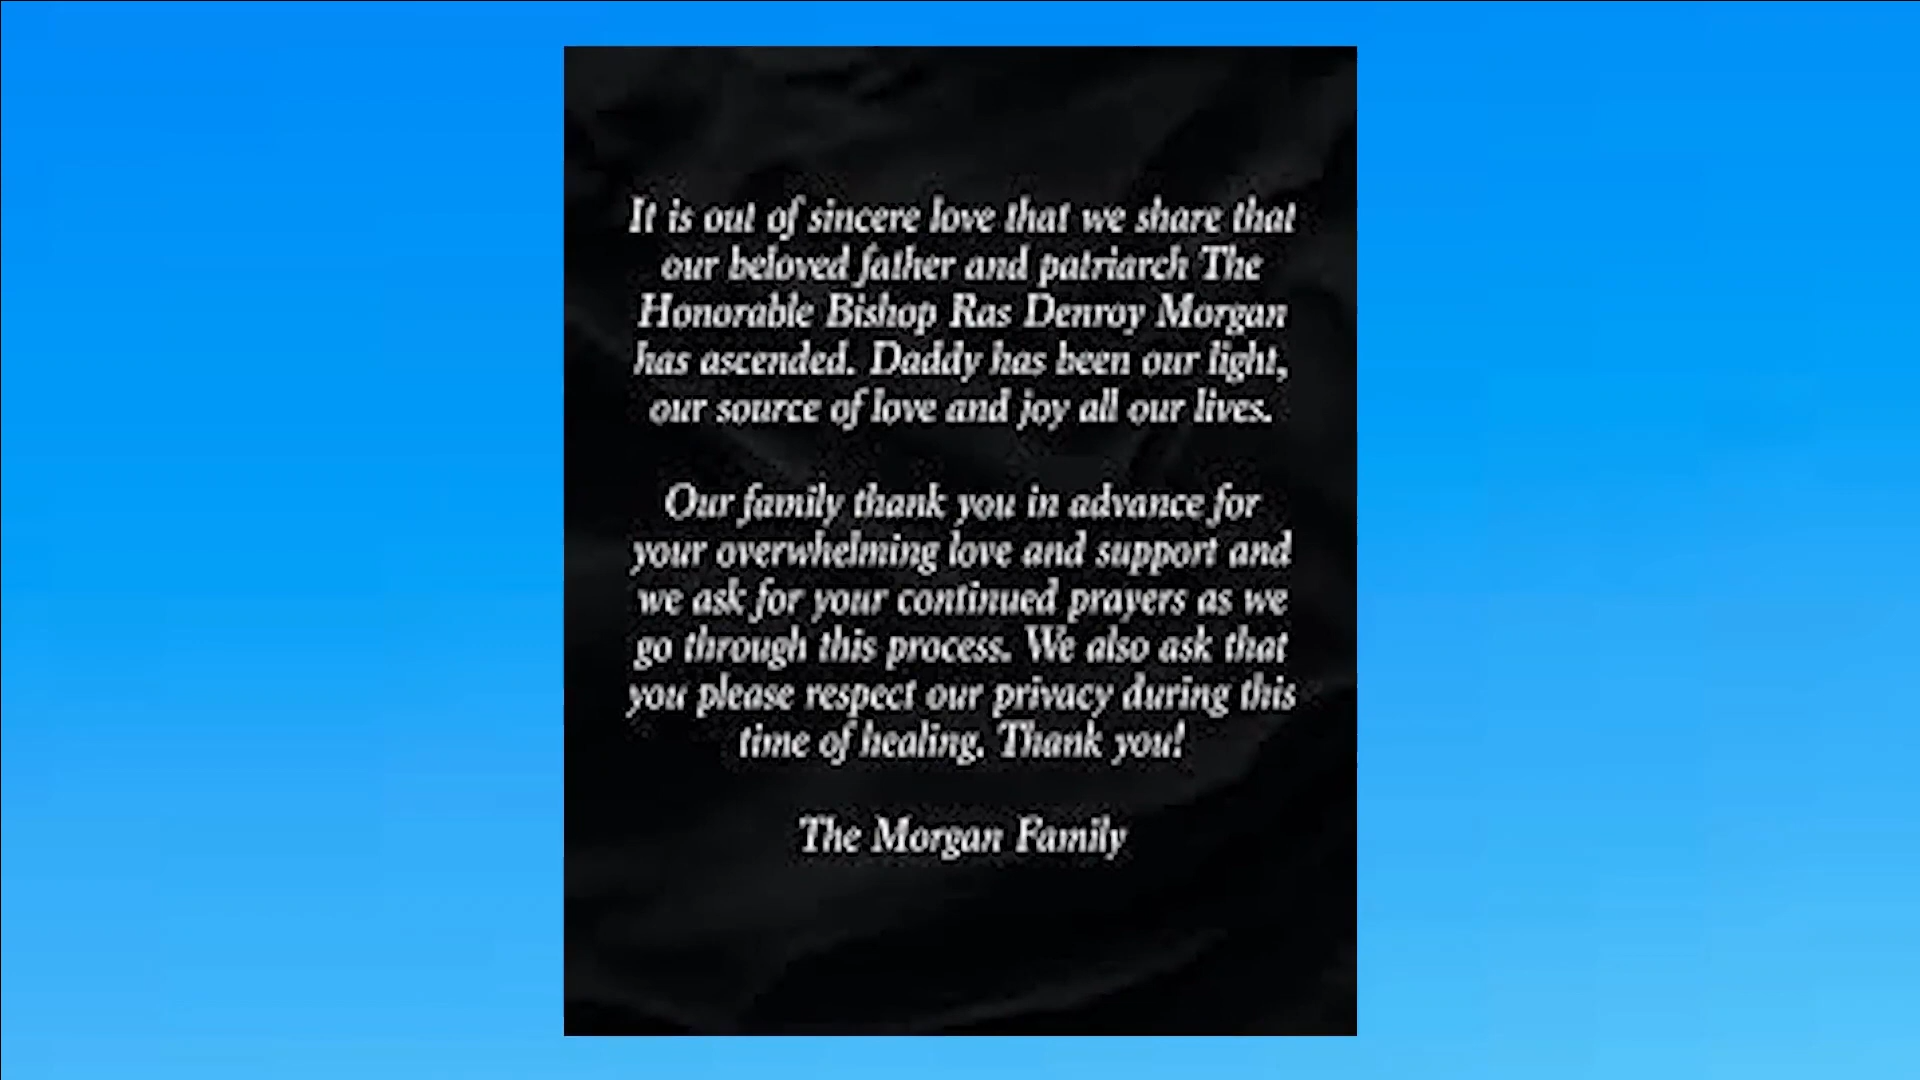 It is out of sincere love that we share that
our beloved father and patriarch The
Honorable Bishop Ras Denroy Morgan
has ascended. Daddy has been our light,
our source of love and joy all our lives.
Our family thank you in advance for
your overwhelming love and support and
we ask for your continued prayers as we
go through this process. We also ask that
you please respect our privacy during this
time of healing. Thank you!
The Morgan Family